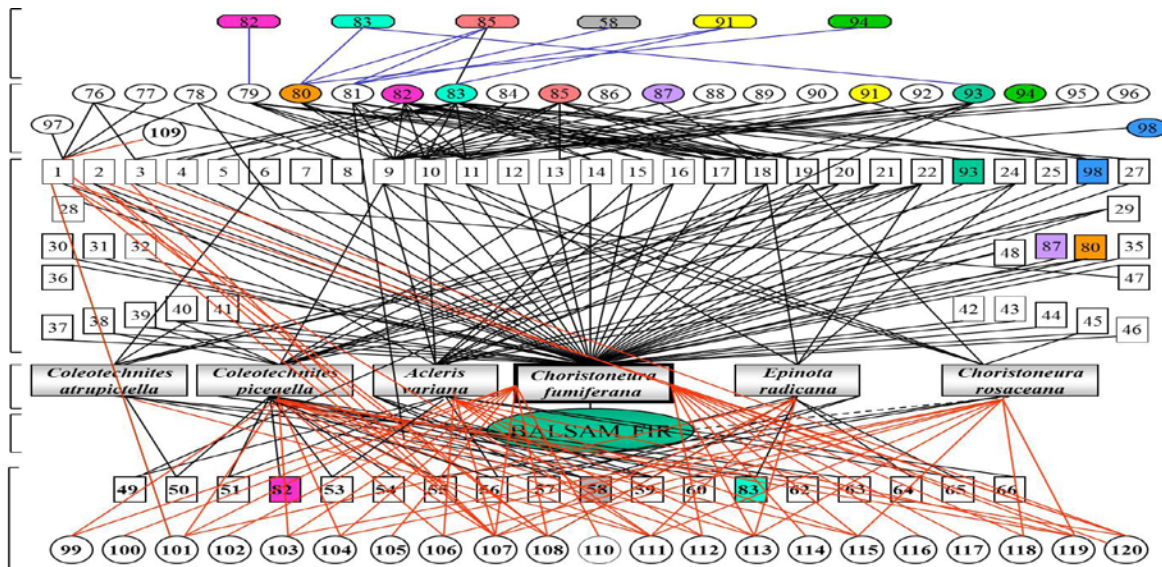 82 83 85 58 91 94
76 77 78 79 80 81 82 83 84 85 86 87 88 89 90 91 92 93 94 95 96
97 109 98
1 2 3 4 5 6 7 8 9 10 11 12 13 14 15 16 17 18 19 20 21 22 93 24 25 98 27
28 29
30 31 32 48 87 80 35
36 47
37 38 39 40 41 42 43 44 45 46
Coleotechnites Coleotechnites Acleris Choristoneura Epinota Choristoneura
atrupictella piceaella variana fumiferana radicana rosaceana
BALSAM FIR
49 50 51 82 53 54 55 56 57 58 59 60 83 62 63 64 65 66
99 100 101 102 103 104 105 106 107 108 110 111 112 113 114 115 116 117 118 119 120